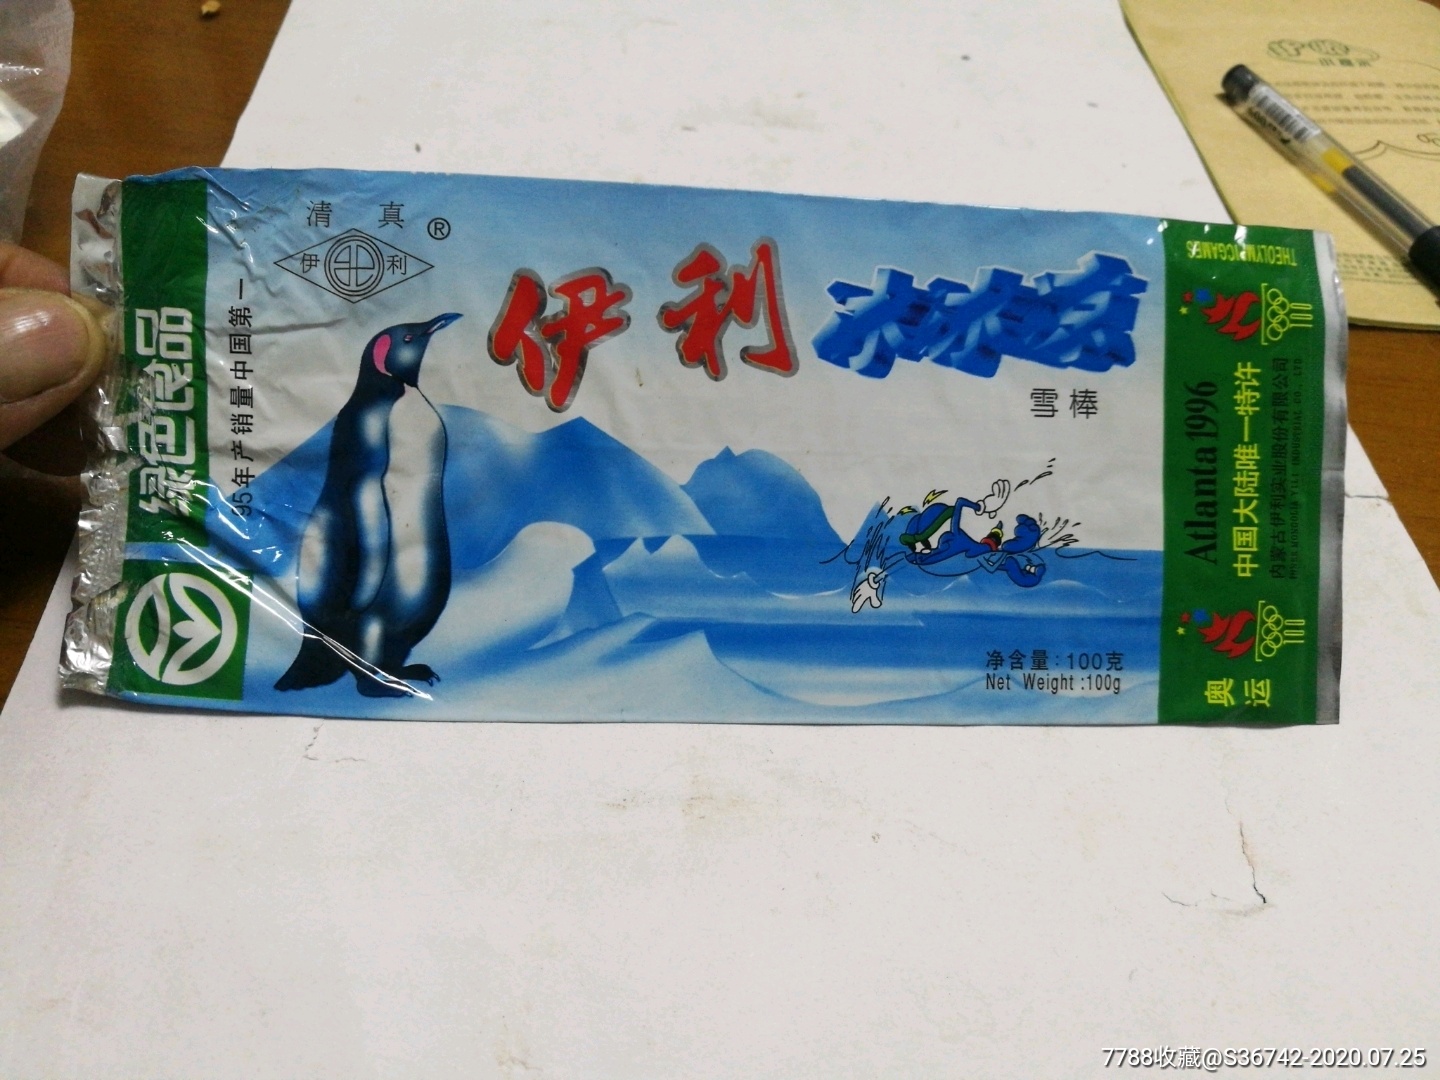 绿色食品
95年产销量中国第一
清真
®
伊利
伊利冰冰凉
雪棒
净含量:100克
Net Weight:100g
THEOLYMPICGAMES
100
Atlanta 1996
中国大陆唯一特许
内蒙古伊利实业股份有限公司
100
奥运
7788收藏@S36742-2020.07.25